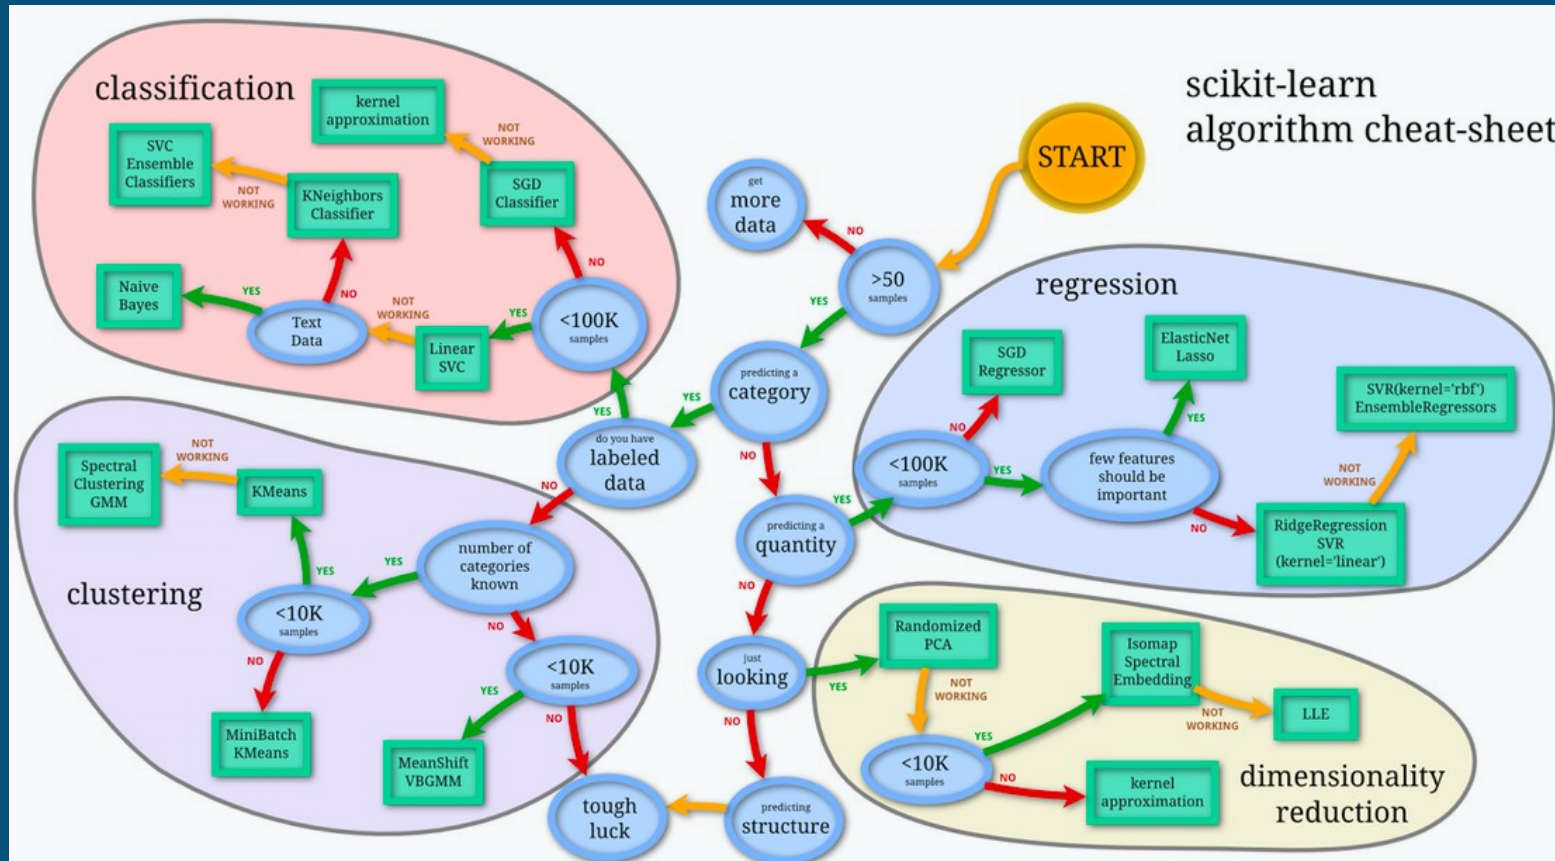 scikit-learn
algorithm cheat-sheet
START
>50
samples
NO
get
more
data
YES
predicting a
category
YES
do you have
labeled
data
YES
classification
<100K
samples
NO
SGD
Classifier
NOT
WORKING
kernel
approximation
YES
Linear
SVC
NOT
WORKING
Text
Data
NO
KNeighbors
Classifier
NOT
WORKING
SVC
Ensemble
Classifiers
YES
Naive
Bayes
NO
clustering
number of
categories
known
YES
<10K
samples
YES
KMeans
NOT
WORKING
Spectral
Clustering
GMM
NO
MiniBatch
KMeans
NO
<10K
samples
YES
MeanShift
VBGMM
NO
tough
luck
NO
predicting a
quantity
YES
regression
<100K
samples
NO
SGD
Regressor
YES
few features
should be
important
YES
ElasticNet
Lasso
NO
RidgeRegression
SVR
(kernel='linear')
NOT
WORKING
SVR(kernel='rbf')
EnsembleRegressors
NO
just
looking
YES
Randomized
PCA
NOT
WORKING
<10K
samples
YES
Isomap
Spectral
Embedding
NOT
WORKING
LLE
NO
kernel
approximation
dimensionality
reduction
NO
predicting
structure